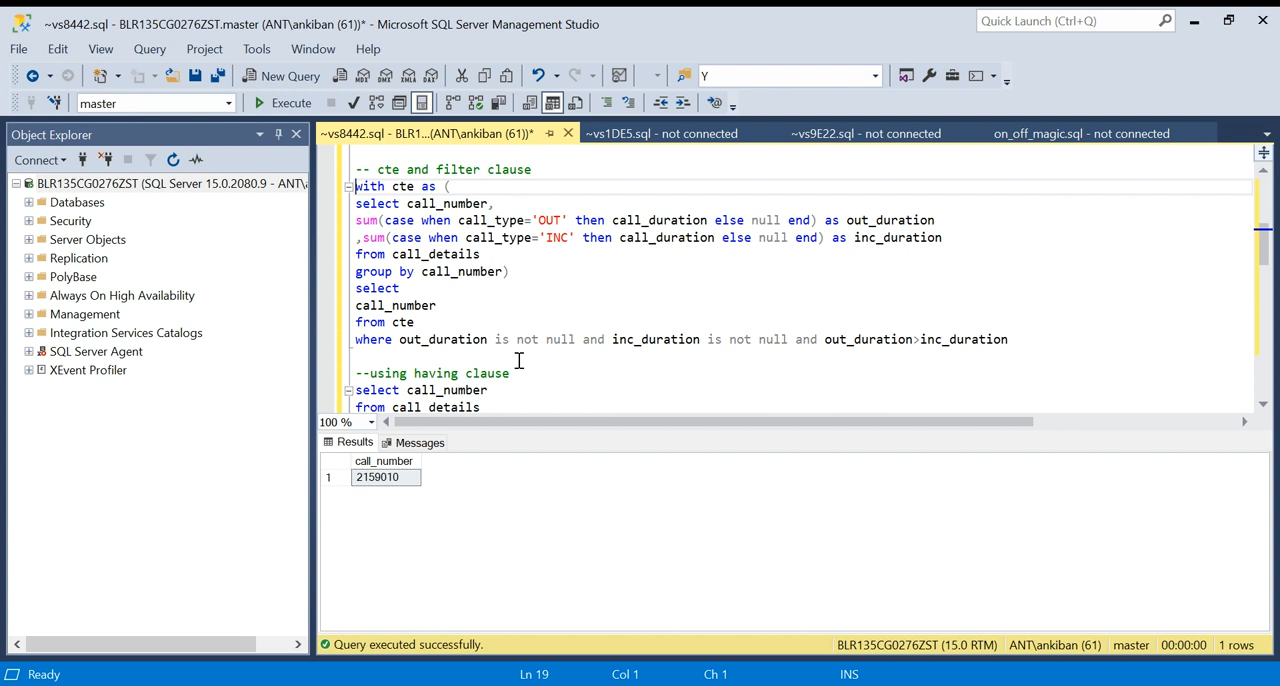 ~vs8442.sql - BLR135CG0276ZST.master (ANT\ankiban (61))* - Microsoft SQL Server Management Studio
Quick Launch (Ctrl+Q)
File Edit View Query Project Tools Window Help
New Query
MDX DMX XMLA DAX
Y
master
Execute
Object Explorer
~vs8442.sql - BLR1...(ANT\ankiban (61))*
~vs1DE5.sql - not connected
~vs9E22.sql - not connected
on_off_magic.sql - not connected
Connect
BLR135CG0276ZST (SQL Server 15.0.2080.9 - ANT\
Databases
Security
Server Objects
Replication
PolyBase
Always On High Availability
Management
Integration Services Catalogs
SQL Server Agent
XEvent Profiler
-- cte and filter clause
with cte as (
select call_number,
sum(case when call_type='OUT' then call_duration else null end) as out_duration
,sum(case when call_type='INC' then call_duration else null end) as inc_duration
from call_details
group by call_number)
select
call_number
from cte
where out_duration is not null and inc_duration is not null and out_duration>inc_duration
--using having clause
select call_number
from call_details
100 %
Results Messages
call_number
1 2159010
Query executed successfully.
BLR135CG0276ZST (15.0 RTM) ANT\ankiban (61) master 00:00:00 1 rows
Ready Ln 19 Col 1 Ch 1 INS